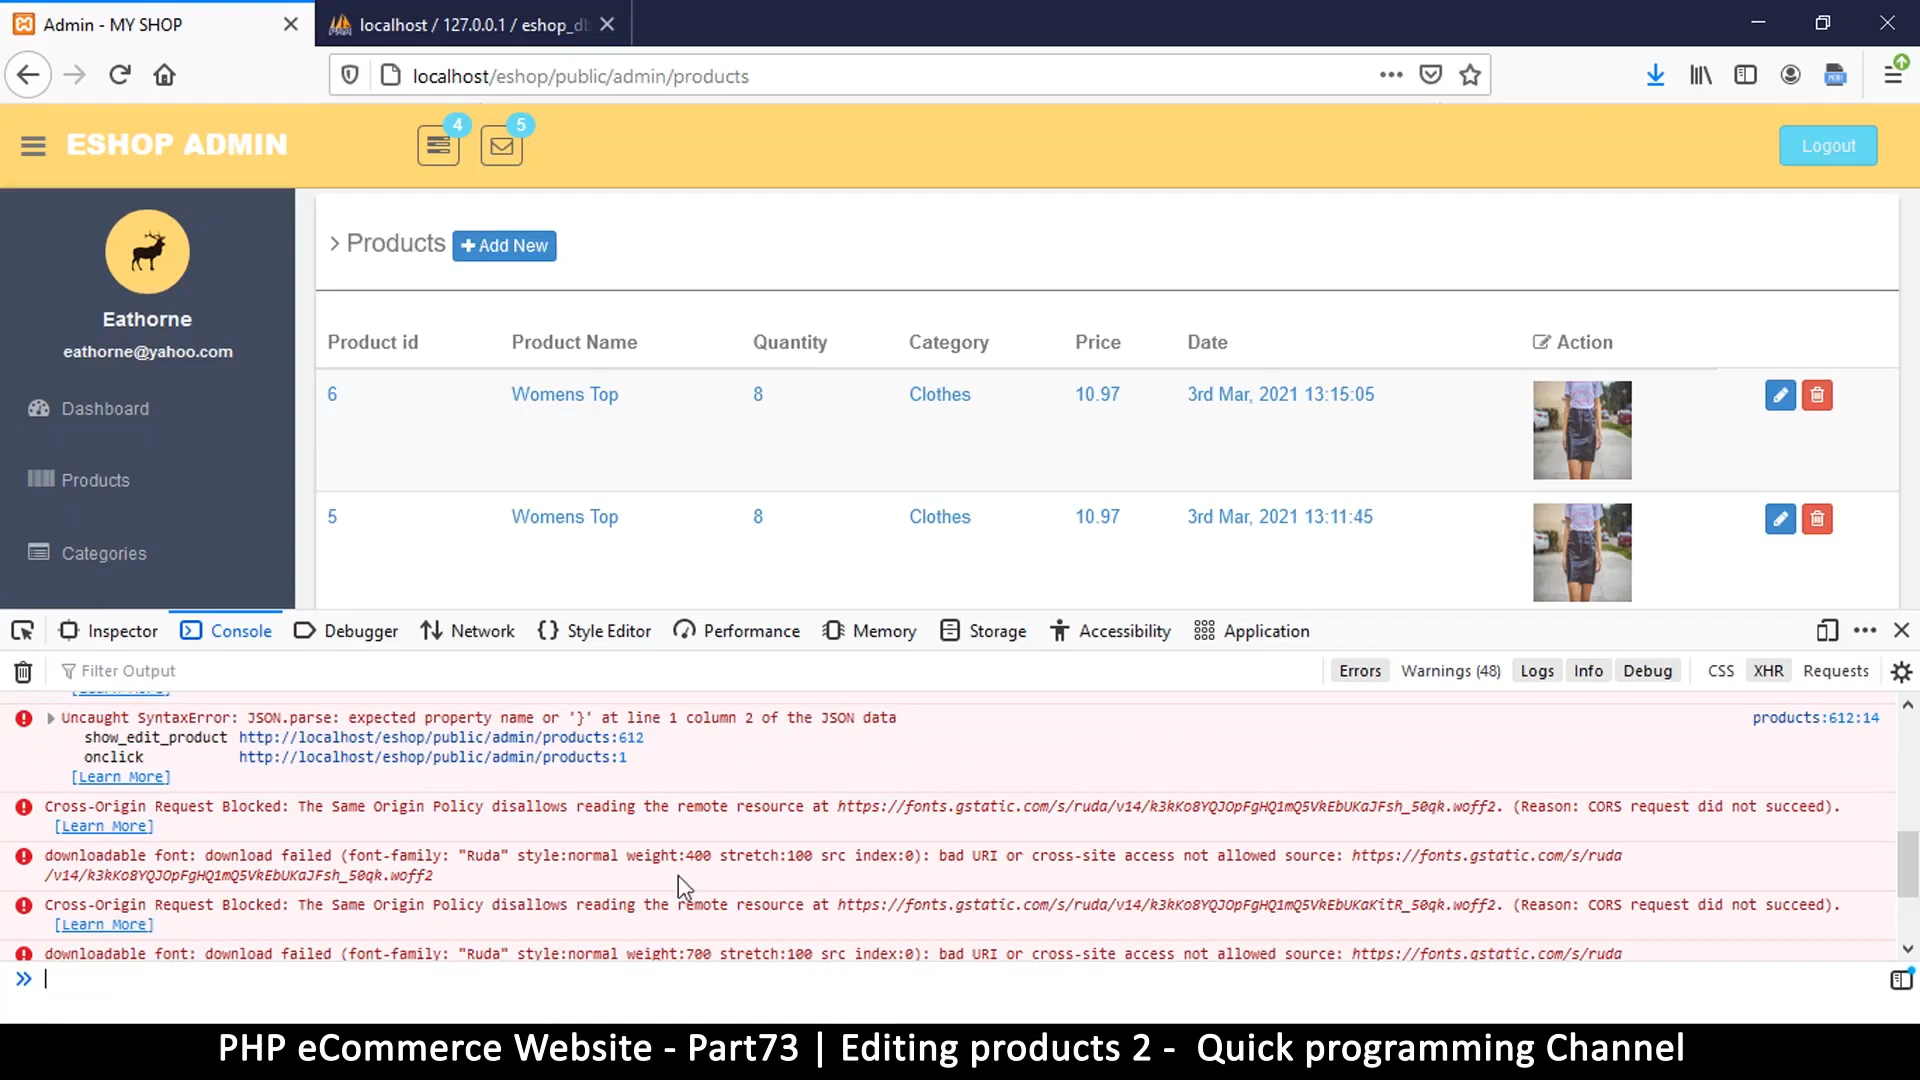 Admin - MY SHOP
localhost / 127.0.0.1 / eshop_db
localhost/eshop/public/admin/products
ESHOP ADMIN
4
5
Logout
Eathorne
eathorne@yahoo.com
Dashboard
Products
Categories
> Products + Add New
Product id Product Name Quantity Category Price Date Action
6 Womens Top 8 Clothes 10.97 3rd Mar, 2021 13:15:05
5 Womens Top 8 Clothes 10.97 3rd Mar, 2021 13:11:45
Inspector Console Debugger Network Style Editor Performance Memory Storage Accessibility Application
Filter Output Errors Warnings (48) Logs Info Debug CSS XHR Requests
[Learn More]
Uncaught SyntaxError: JSON.parse: expected property name or '}' at line 1 column 2 of the JSON data products:612:14
show_edit_product http://localhost/eshop/public/admin/products:612
onclick http://localhost/eshop/public/admin/products:1
[Learn More]
Cross-Origin Request Blocked: The Same Origin Policy disallows reading the remote resource at https://fonts.gstatic.com/s/ruda/v14/k3kKo8YQJOpFgHQ1mQ5VkEbUKaJFsh_50qk.woff2. (Reason: CORS request did not succeed).
[Learn More]
downloadable font: download failed (font-family: "Ruda" style:normal weight:400 stretch:100 src index:0): bad URI or cross-site access not allowed source: https://fonts.gstatic.com/s/ruda
/v14/k3kKo8YQJOpFgHQ1mQ5VkEbUKaJFsh_50qk.woff2
Cross-Origin Request Blocked: The Same Origin Policy disallows reading the remote resource at https://fonts.gstatic.com/s/ruda/v14/k3kKo8YQJOpFgHQ1mQ5VkEbUKaKitR_50qk.woff2. (Reason: CORS request did not succeed).
[Learn More]
downloadable font: download failed (font-family: "Ruda" style:normal weight:700 stretch:100 src index:0): bad URI or cross-site access not allowed source: https://fonts.gstatic.com/s/ruda
PHP eCommerce Website - Part73 | Editing products 2 - Quick programming Channel